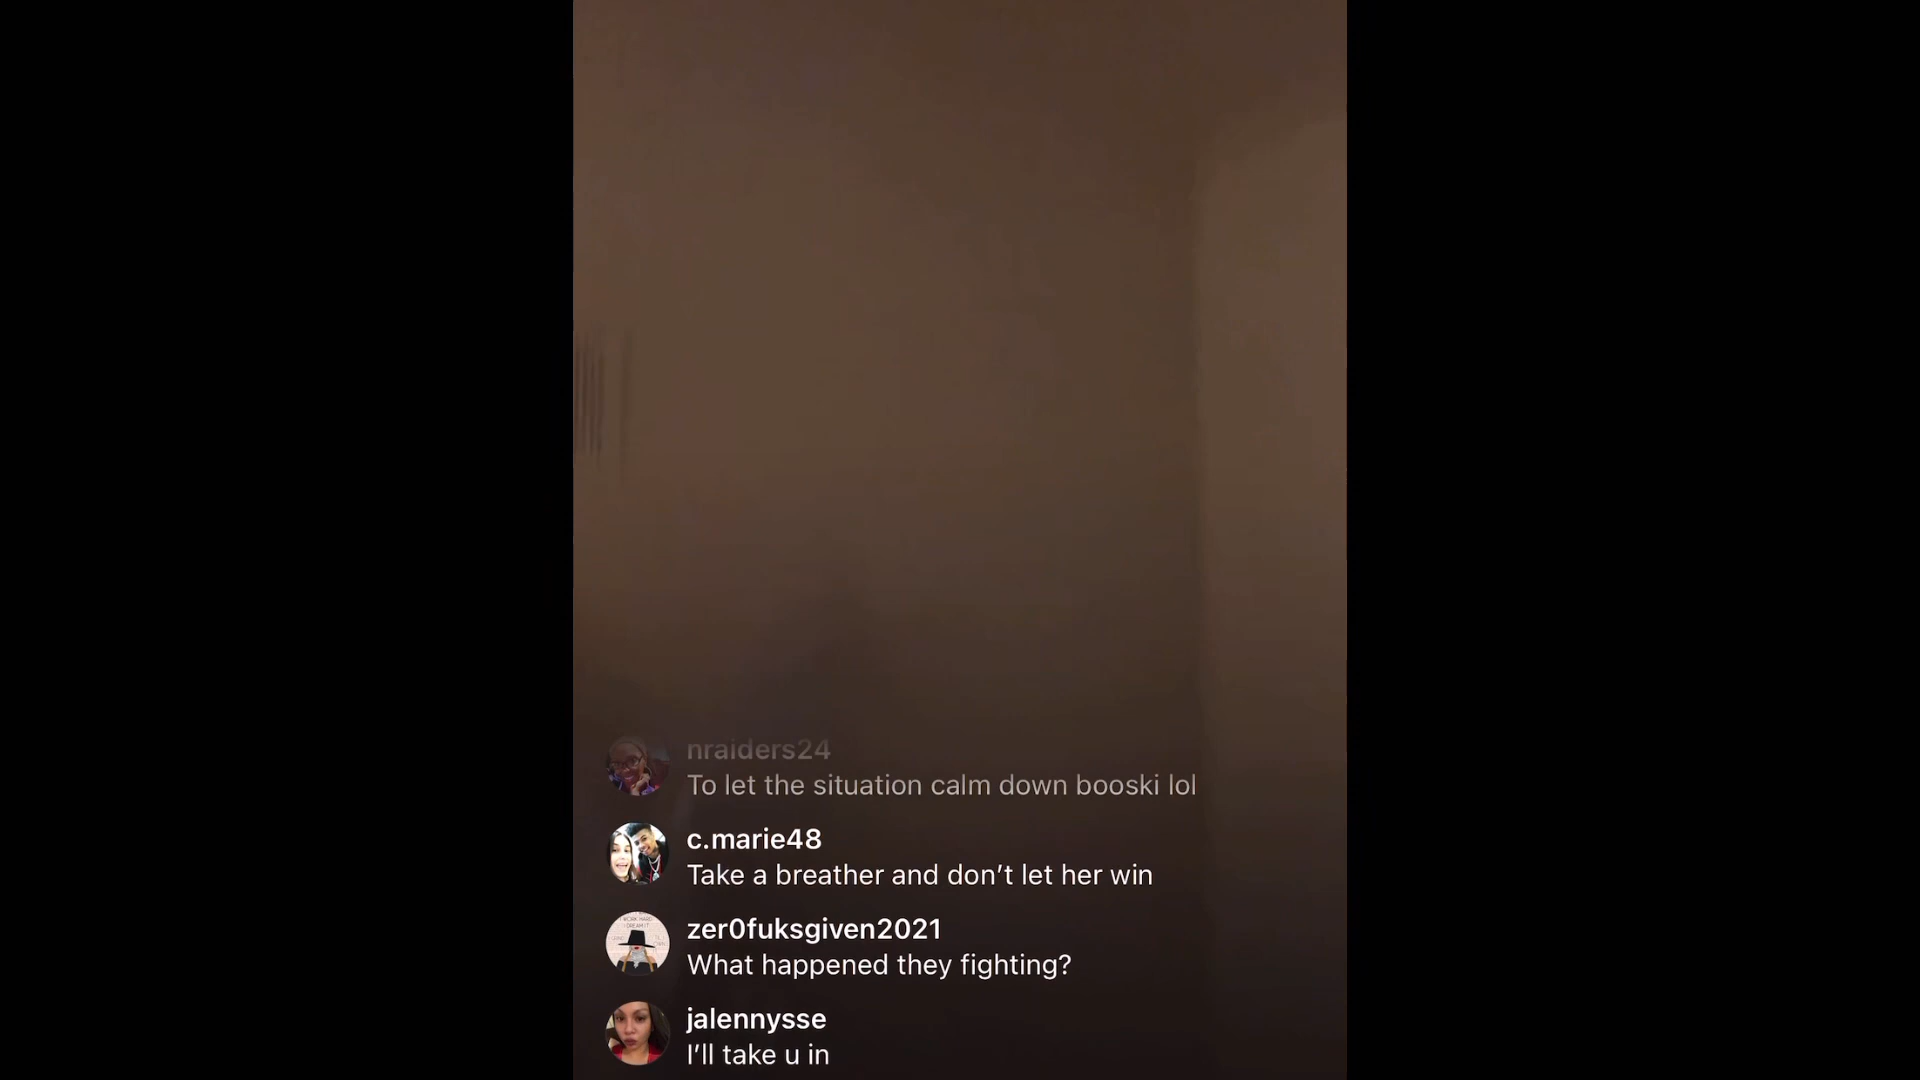 nraiders24
To let the situation calm down booski lol
c.marie48
Take a breather and don’t let her win
zer0fuksgiven2021
What happened they fighting?
jalennysse
I’ll take u in